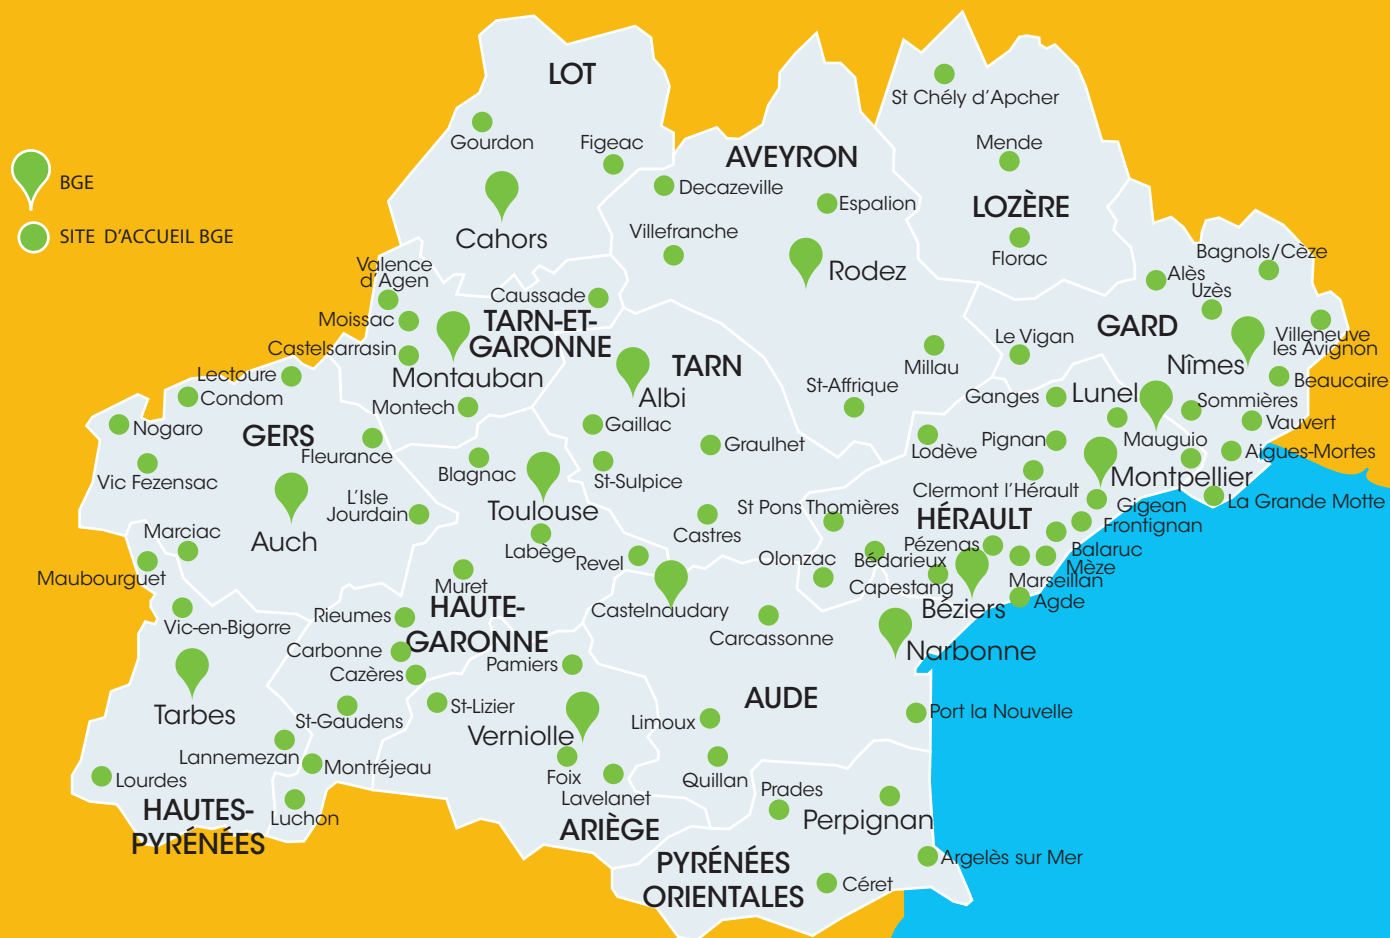 BGE
SITE D'ACCUEIL BGE
LOT
Gourdon
Figeac
Cahors
AVEYRON
Decazeville
Espalion
Villefranche
Rodez
Millau
St-Affrique
St Chély d'Apcher
Mende
LOZÈRE
Florac
Bagnols/Cèze
Alès
Uzès
GARD
Villeneuve
les Avignon
Le Vigan
Nîmes
Beaucaire
Sommières
Vauvert
Aigues-Mortes
Valence
d'Agen
Moissac
Castelsarrasin
Caussade
TARN-ET-
GARONNE
Montauban
Montech
TARN
Albi
Gaillac
Graulhet
St-Sulpice
Castres
Lectoure
Condom
Nogaro
GERS
Fleurance
Vic Fezensac
L'Isle
Jourdain
Marciac
Auch
Blagnac
Toulouse
Labège
Revel
Muret
HAUTE-
GARONNE
Rieumes
Carbonne
Cazères
St-Gaudens
Montréjeau
Luchon
Maubourguet
Vic-en-Bigorre
Tarbes
Lannemezan
Lourdes
HAUTES-
PYRÉNÉES
Pamiers
St-Lizier
Verniolle
Foix
Lavelanet
ARIÈGE
Ganges
Lunel
Mauguio
Lodève
Pignan
Montpellier
Clermont l'Hérault
La Grande Motte
Gigean
Frontignan
St Pons Thomières
HÉRAULT
Pézenas
Balaruc
Mèze
Olonzac
Bédarieux
Marseillan
Capestang
Agde
Béziers
Castelnaudary
Carcassonne
Narbonne
AUDE
Limoux
Port la Nouvelle
Quillan
Prades
Perpignan
Argelès sur Mer
PYRÉNÉES
ORIENTALES
Céret